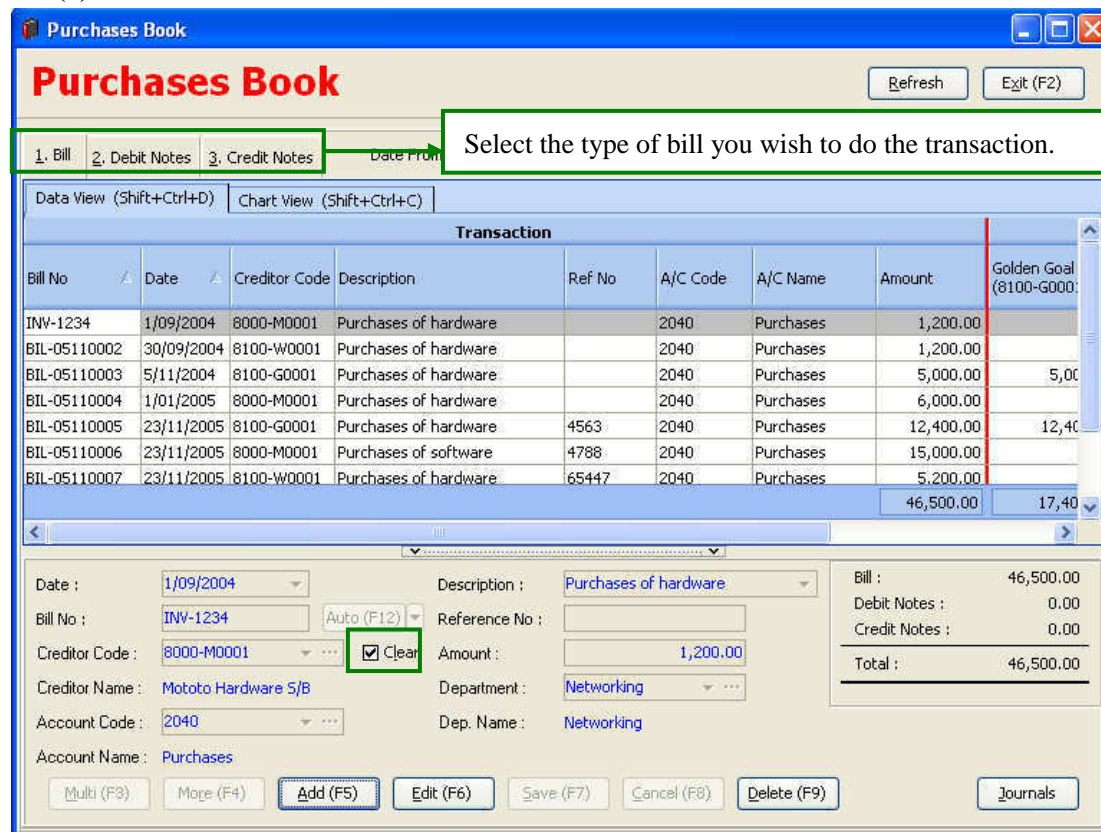 Purchases Book
Purchases Book
Refresh Exit (F2)
Select the type of bill you wish to do the transaction.
1. Bill 2. Debit Notes 3. Credit Notes Date From
Data View (Shift+Ctrl+D) Chart View (Shift+Ctrl+C)
Transaction
Bill No Date Creditor Code Description Ref No A/C Code A/C Name Amount Golden Goal
(8100-G0001
INV-1234 1/09/2004 8000-M0001 Purchases of hardware 2040 Purchases 1,200.00
BIL-05110002 30/09/2004 8100-W0001 Purchases of hardware 2040 Purchases 1,200.00
BIL-05110003 5/11/2004 8100-G0001 Purchases of hardware 2040 Purchases 5,000.00 5,00
BIL-05110004 1/01/2005 8000-M0001 Purchases of hardware 2040 Purchases 6,000.00
BIL-05110005 23/11/2005 8100-G0001 Purchases of hardware 4563 2040 Purchases 12,400.00 12,40
BIL-05110006 23/11/2005 8000-M0001 Purchases of software 4788 2040 Purchases 15,000.00
BIL-05110007 23/11/2005 8100-W0001 Purchases of hardware 65447 2040 Purchases 5,200.00
46,500.00 17,40
Date : 1/09/2004 Description : Purchases of hardware Bill : 46,500.00
Bill No : INV-1234 Auto (F12) Reference No : Debit Notes : 0.00
Credit Notes : 0.00
Creditor Code : 8000-M0001 Clear Amount : 1,200.00
Total : 46,500.00
Creditor Name : Mototo Hardware S/B Department : Networking
Account Code : 2040 Dep. Name : Networking
Account Name : Purchases
Multi (F3) More (F4) Add (F5) Edit (F6) Save (F7) Cancel (F8) Delete (F9) Journals